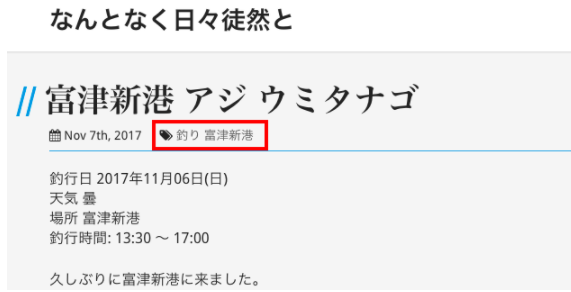 なんとなく日々徒然と
// 富津新港 アジ ウミタナゴ
Nov 7th, 2017 釣り 富津新港
釣行日 2017年11月06日(日)
天気 曇
場所 富津新港
釣行時間: 13:30 ～ 17:00
久しぶりに富津新港に来ました。